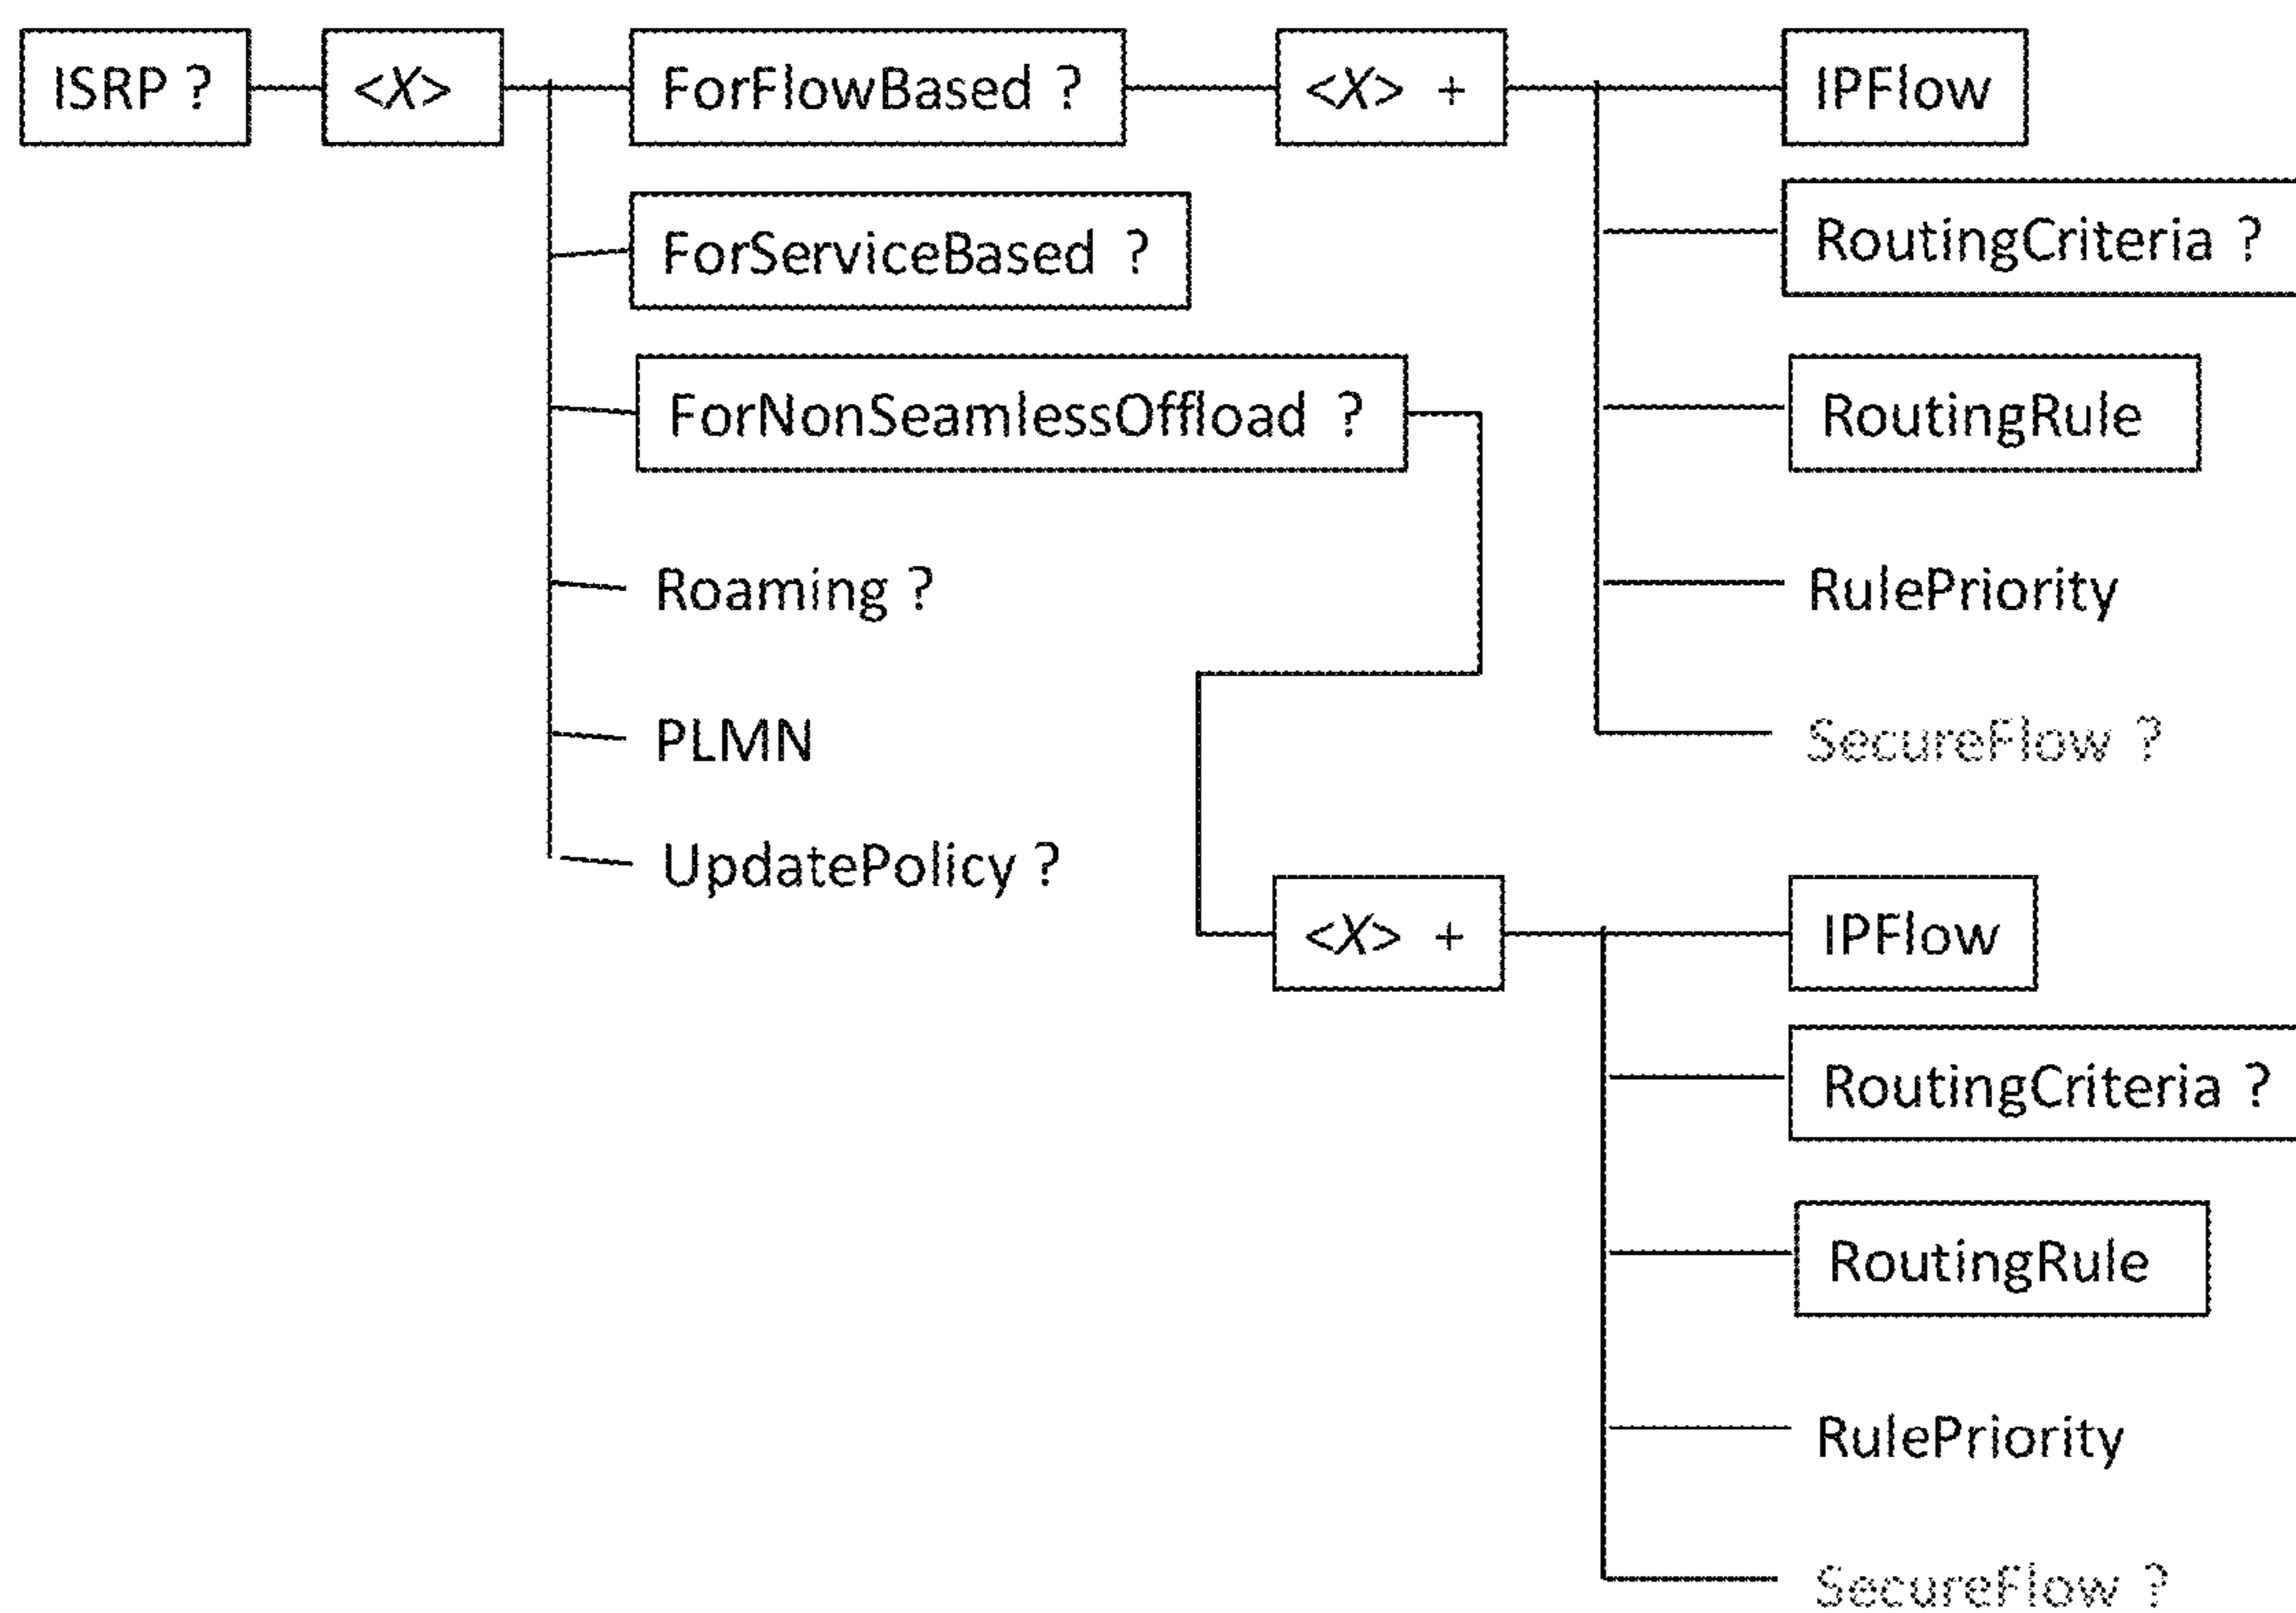 ISRP ?
<X>
ForFlowBased ?
<X> +
IPFlow
RoutingCriteria ?
RoutingRule
RulePriority
SecureFlow ?
ForServiceBased ?
ForNonSeamlessOffload ?
Roaming ?
PLMN
UpdatePolicy ?
<X> +
IPFlow
RoutingCriteria ?
RoutingRule
RulePriority
SecureFlow ?